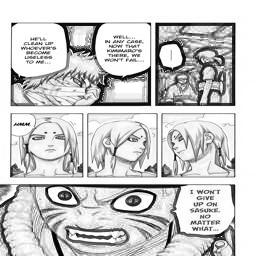 WELL...
IN ANY CASE,
NOW THAT
KIMIMARO'S
THERE, WE
WON'T FAIL...
HE'LL
CLEAN UP
WHOEVER'S
BECOME
USELESS
TO ME...
HMM.
I WON'T
GIVE
UP ON
SASUKE.
NO
MATTER
WHAT...